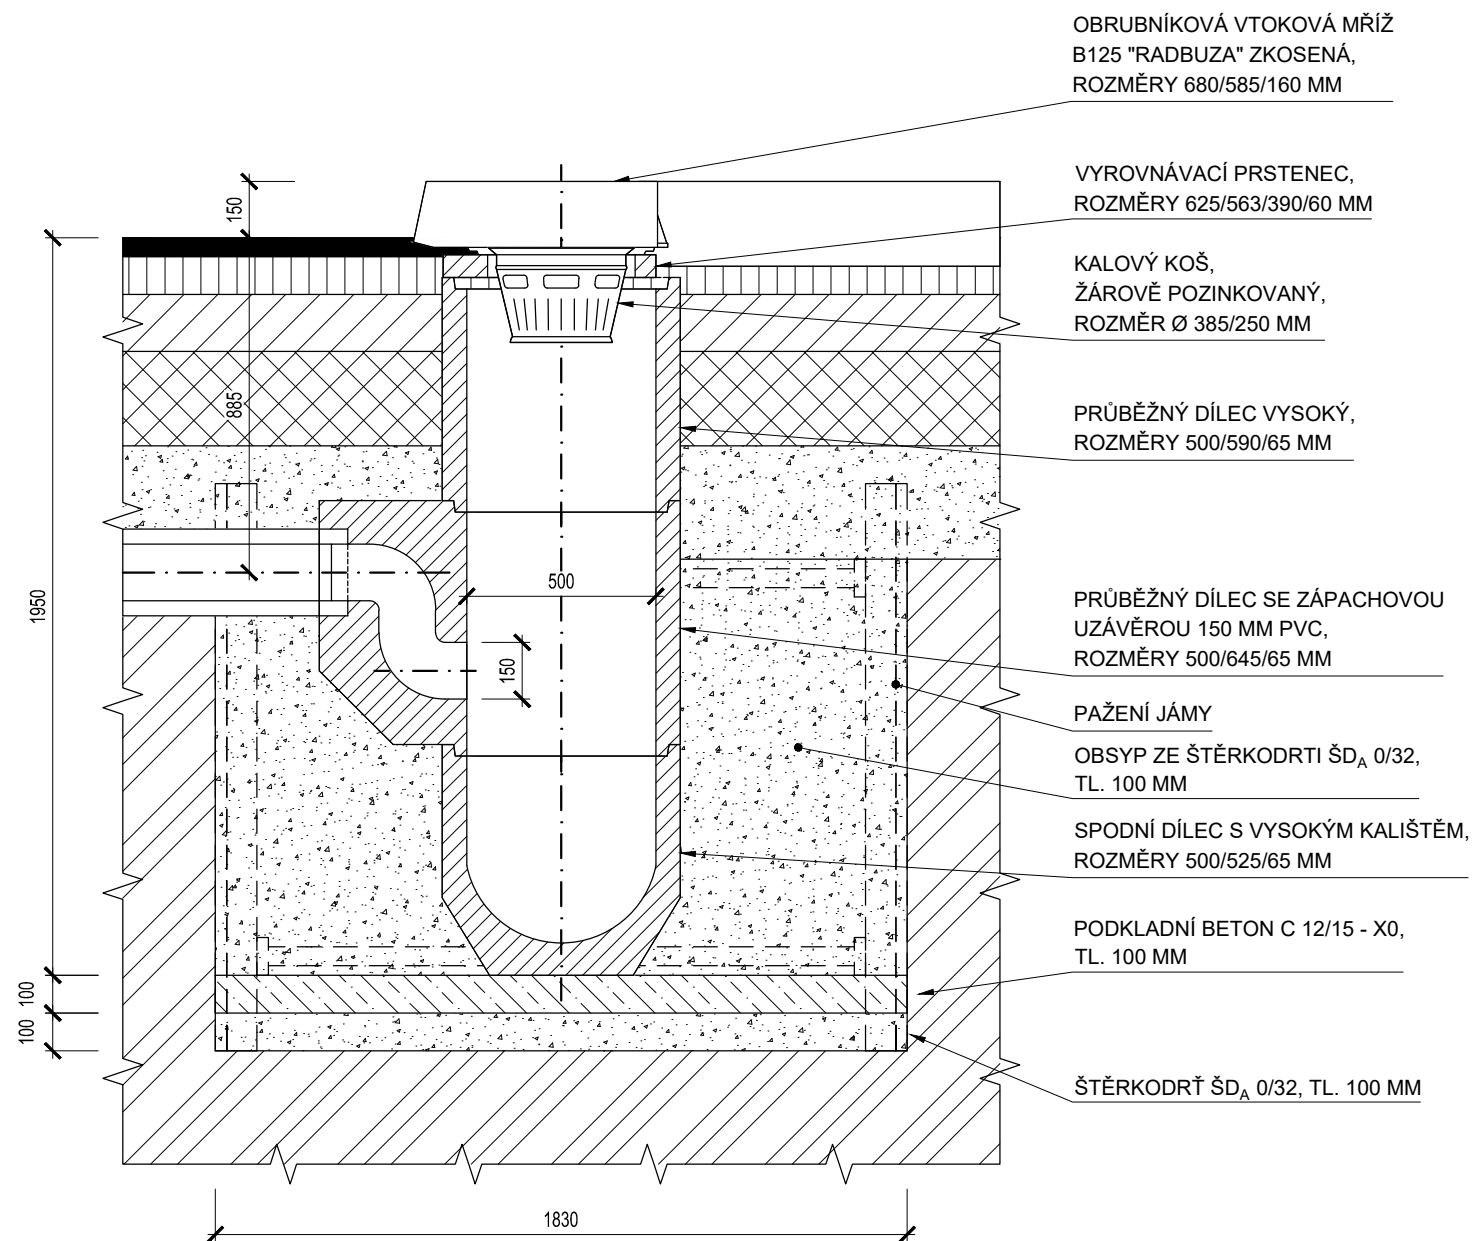 OBRUBNÍKOVÁ VTOKOVÁ MŘÍŽ
B125 "RADBUZA" ZKOSENÁ,
ROZMĚRY 680/585/160 MM
VYROVNÁVACÍ PRSTENEC,
ROZMĚRY 625/563/390/60 MM
KALOVÝ KOŠ,
ŽÁROVĚ POZINKOVANÝ,
ROZMĚR Ø 385/250 MM
PRŮBĚŽNÝ DÍLEC VYSOKÝ,
ROZMĚRY 500/590/65 MM
PRŮBĚŽNÝ DÍLEC SE ZÁPACHOVOU
UZÁVĚROU 150 MM PVC,
ROZMĚRY 500/645/65 MM
PAŽENÍ JÁMY
OBSYP ZE ŠTĚRKODRTI ŠDA 0/32,
TL. 100 MM
SPODNÍ DÍLEC S VYSOKÝM KALIŠTĚM,
ROZMĚRY 500/525/65 MM
PODKLADNÍ BETON C 12/15 - X0,
TL. 100 MM
ŠTĚRKODRŤ ŠDA 0/32, TL. 100 MM
150
885
1950
500
150
100
100
1830